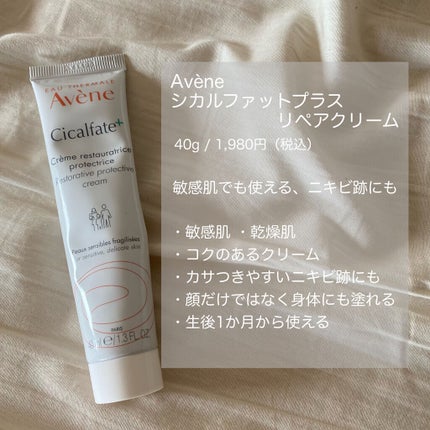 EAU THERMALE
Avène
Cicalfate+
Crème restauratrice
protectrice
Restorative protective
cream
Peaux sensibles fragilisées
For sensitive, delicate skin
PARIS
1.3 FL.OZ
Avène
シカルファットプラス
リペアクリーム
40g / 1,980円（税込）
敏感肌でも使える、ニキビ跡にも
・敏感肌 ・乾燥肌
・コクのあるクリーム
・カサつきやすいニキビ跡にも
・顔だけではなく身体にも塗れる
・生後1か月から使える